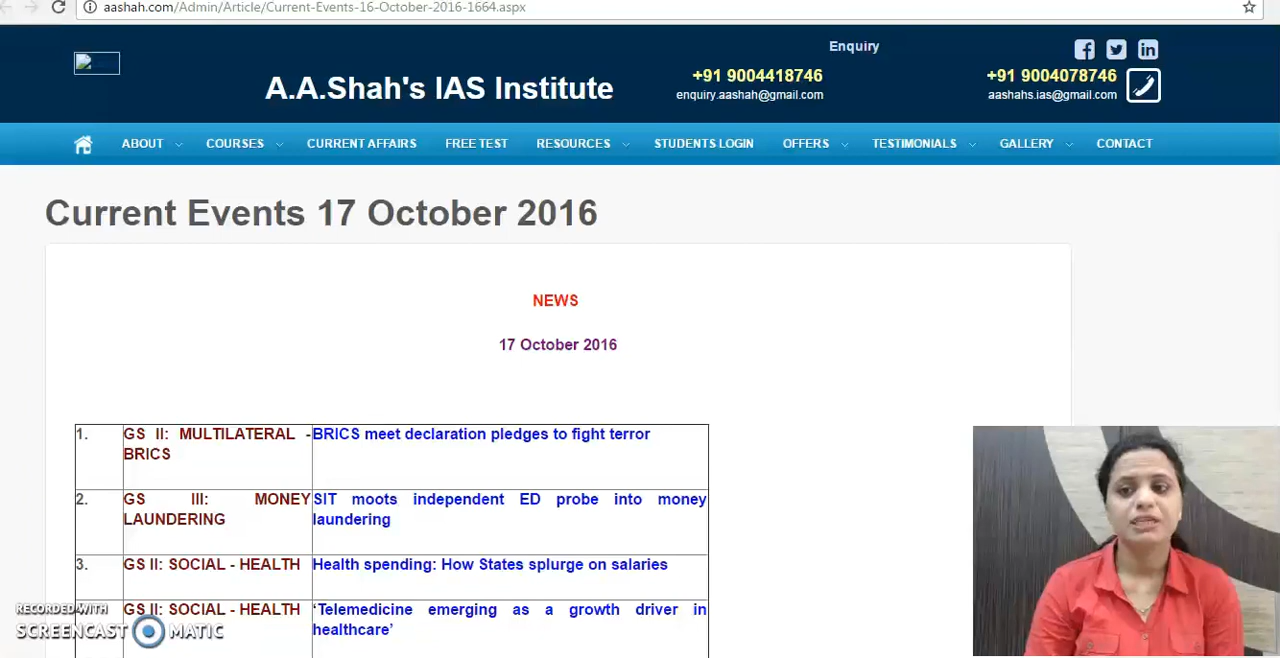 aashah.com/Admin/Article/Current-Events-16-October-2016-1664.aspx
Enquiry
A.A.Shah's IAS Institute
+91 9004418746
enquiry.aashah@gmail.com
+91 9004078746
aashahs.ias@gmail.com
ABOUT COURSES CURRENT AFFAIRS FREE TEST RESOURCES STUDENTS LOGIN OFFERS TESTIMONIALS GALLERY CONTACT
Current Events 17 October 2016
NEWS
17 October 2016
1. GS II: MULTILATERAL - BRICS meet declaration pledges to fight terror
BRICS
2. GS III: MONEY SIT moots independent ED probe into money
LAUNDERING laundering
3. GS II: SOCIAL - HEALTH Health spending: How States splurge on salaries
GS II: SOCIAL - HEALTH ‘Telemedicine emerging as a growth driver in
healthcare’
RECORDED WITH
SCREENCAST MATIC